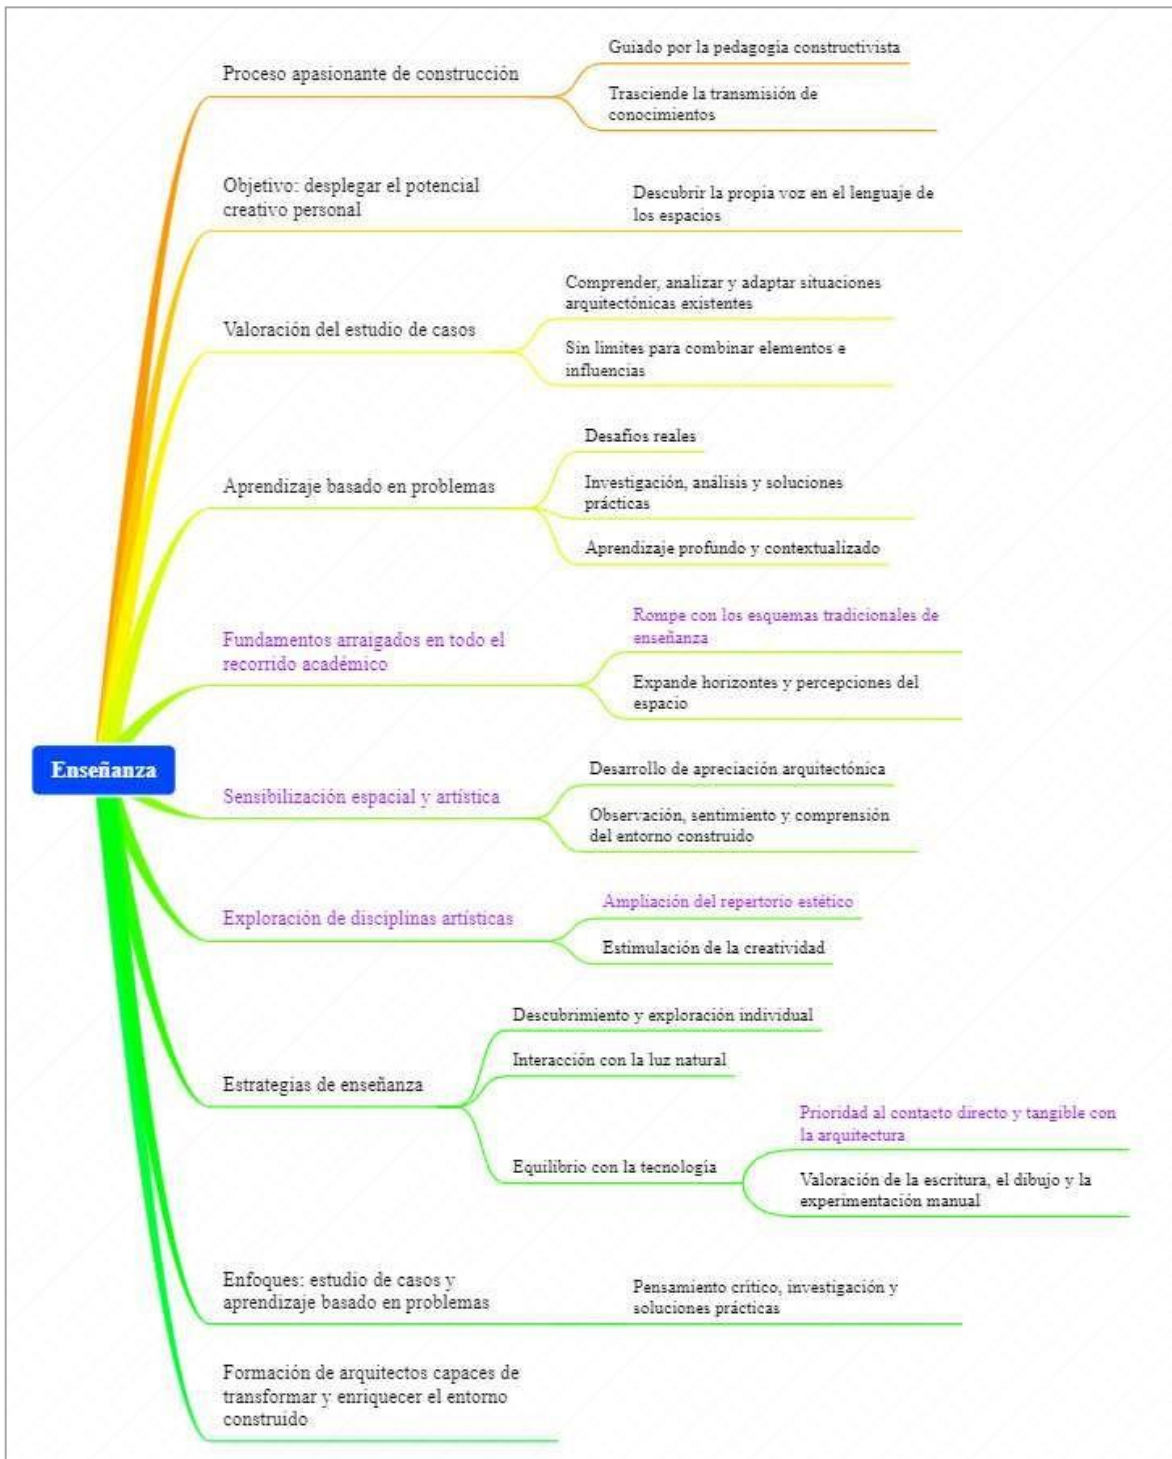 Guiado por la pedagogía constructivista
Proceso apasionante de construcción
Trasciende la transmisión de
conocimientos
Objetivo: desplegar el potencial
creativo personal
Descubrir la propia voz en el lenguaje de
los espacios
Comprender, analizar y adaptar situaciones
arquitectónicas existentes
Valoración del estudio de casos
Sin límites para combinar elementos e
influencias
Desafíos reales
Aprendizaje basado en problemas
Investigación, análisis y soluciones
prácticas
Aprendizaje profundo y contextualizado
Fundamentos arraigados en todo el
recorrido académico
Rompe con los esquemas tradicionales de
enseñanza
Expande horizontes y percepciones del
espacio
Enseñanza
Sensibilización espacial y artística
Desarrollo de apreciación arquitectónica
Observación, sentimiento y comprensión
del entorno construido
Exploración de disciplinas artísticas
Ampliación del repertorio estético
Estimulación de la creatividad
Estrategias de enseñanza
Descubrimiento y exploración individual
Interacción con la luz natural
Equilibrio con la tecnología
Prioridad al contacto directo y tangible con
la arquitectura
Valoración de la escritura, el dibujo y la
experimentación manual
Enfoques: estudio de casos y
aprendizaje basado en problemas
Pensamiento crítico, investigación y
soluciones prácticas
Formación de arquitectos capaces de
transformar y enriquecer el entorno
construido